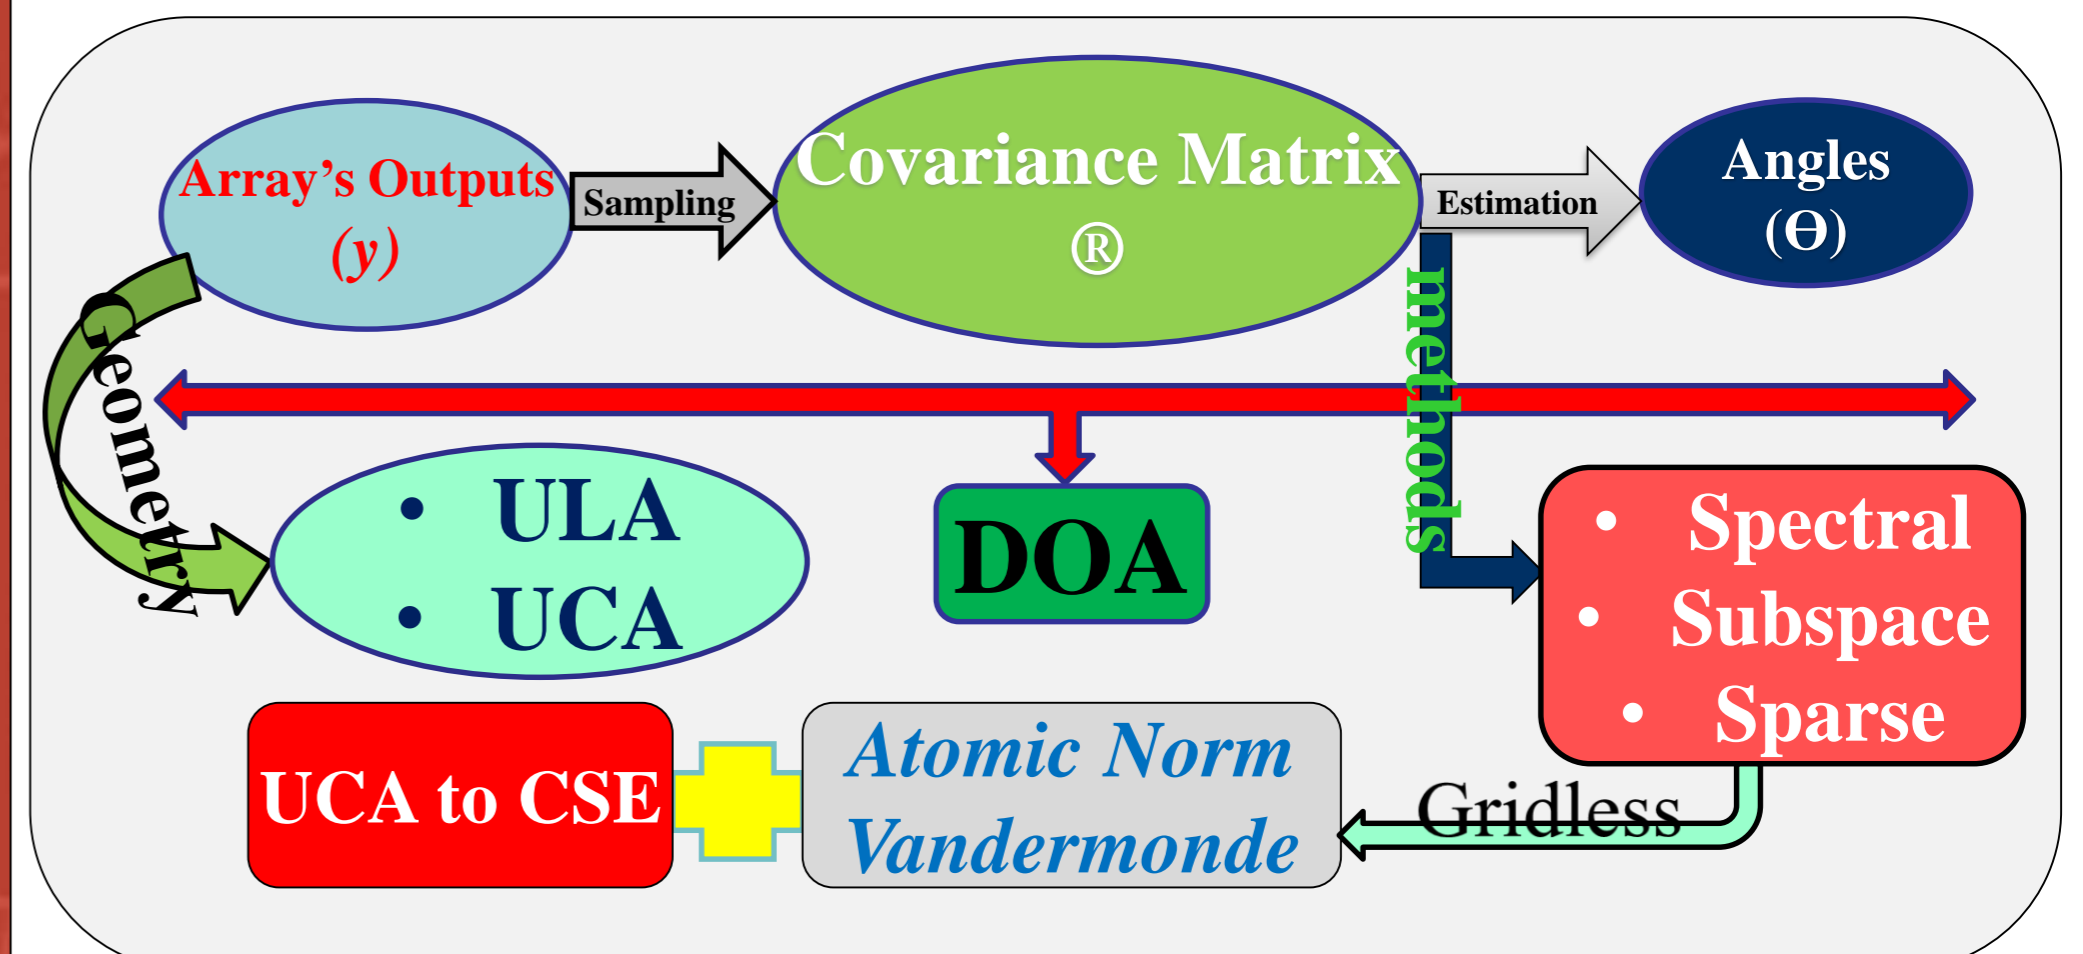 Array’s Outputs
(y)
Sampling
Covariance Matrix
®
Estimation
Angles
(Ө)
Geometry
methods
• ULA
• UCA
DOA
• Spectral
• Subspace
• Sparse
UCA to CSE
Atomic Norm
Vandermonde
Gridless